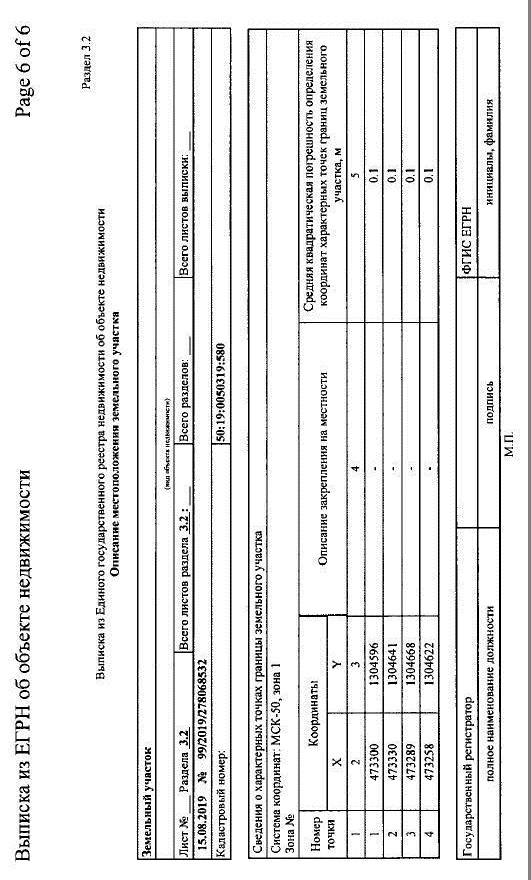 Выписки из ЕГРН об объекте недвижимости Page 6 of 6
Раздел 3.2
Выписка из Единого государственного реестра недвижимости об объекте недвижимости
Описание местоположения земельного участка
Земельный участок
(вид объекта недвижимости)
Лист № ___ Раздела 3.2 Всего листов раздела 3.2 : ___ Всего разделов: ___ Всего листов выписки: ___
15.08.2019 № 99/2019/278068532
Кадастровый номер: 50:19:0050319:580
Сведения о характерных точках границы земельного участка
Система координат: МСК-50, зона 1
Зона №
Номер точки Координаты Описание закрепления на местности Средняя квадратическая погрешность определения координат характерных точек границ земельного участка, м
X Y
1 2 3 4 5
1 473300 1304596 - 0.1
2 473330 1304641 - 0.1
3 473289 1304668 - 0.1
4 473258 1304622 - 0.1
Государственный регистратор ФГИС ЕГРН
полное наименование должности подпись инициалы, фамилия
М.П.